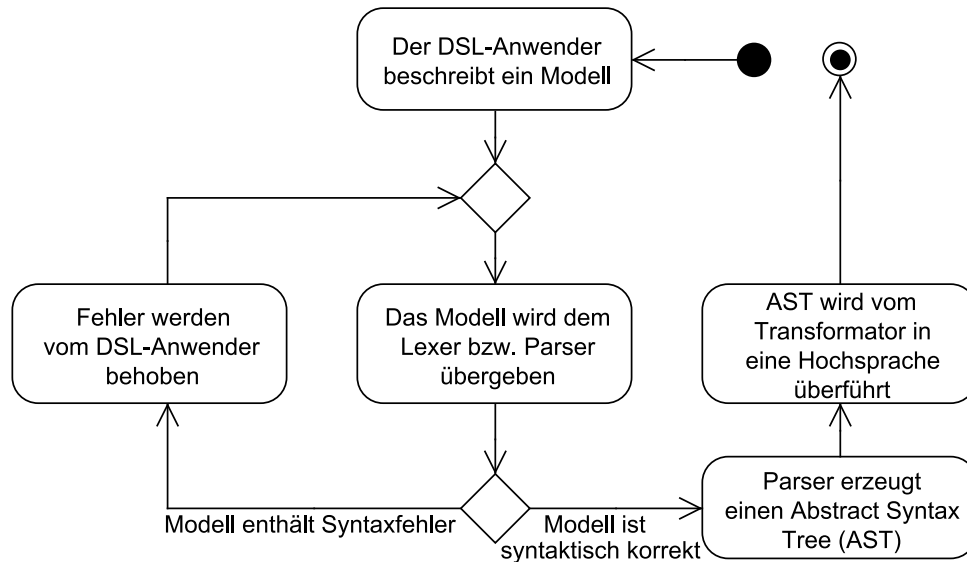 Der DSL-Anwender
beschreibt ein Modell
Fehler werden
vom DSL-Anwender
behoben
Das Modell wird dem
Lexer bzw. Parser
übergeben
AST wird vom
Transformator in
eine Hochsprache
überführt
Modell enthält Syntaxfehler
Modell ist
syntaktisch korrekt
Parser erzeugt
einen Abstract Syntax
Tree (AST)